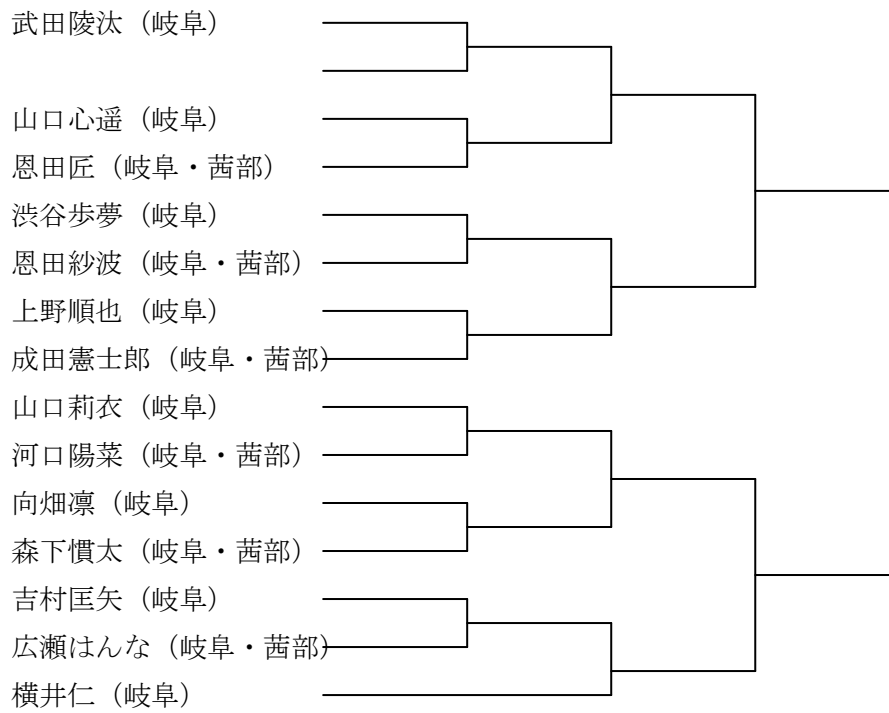 武田陵汰（岐阜）
山口心遥（岐阜）
恩田匠（岐阜・茜部）
渋谷歩夢（岐阜）
恩田紗波（岐阜・茜部）
上野順也（岐阜）
成田憲士郎（岐阜・茜部）
山口莉衣（岐阜）
河口陽菜（岐阜・茜部）
向畑凛（岐阜）
森下慣太（岐阜・茜部）
吉村匡矢（岐阜）
広瀬はんな（岐阜・茜部）
横井仁（岐阜）